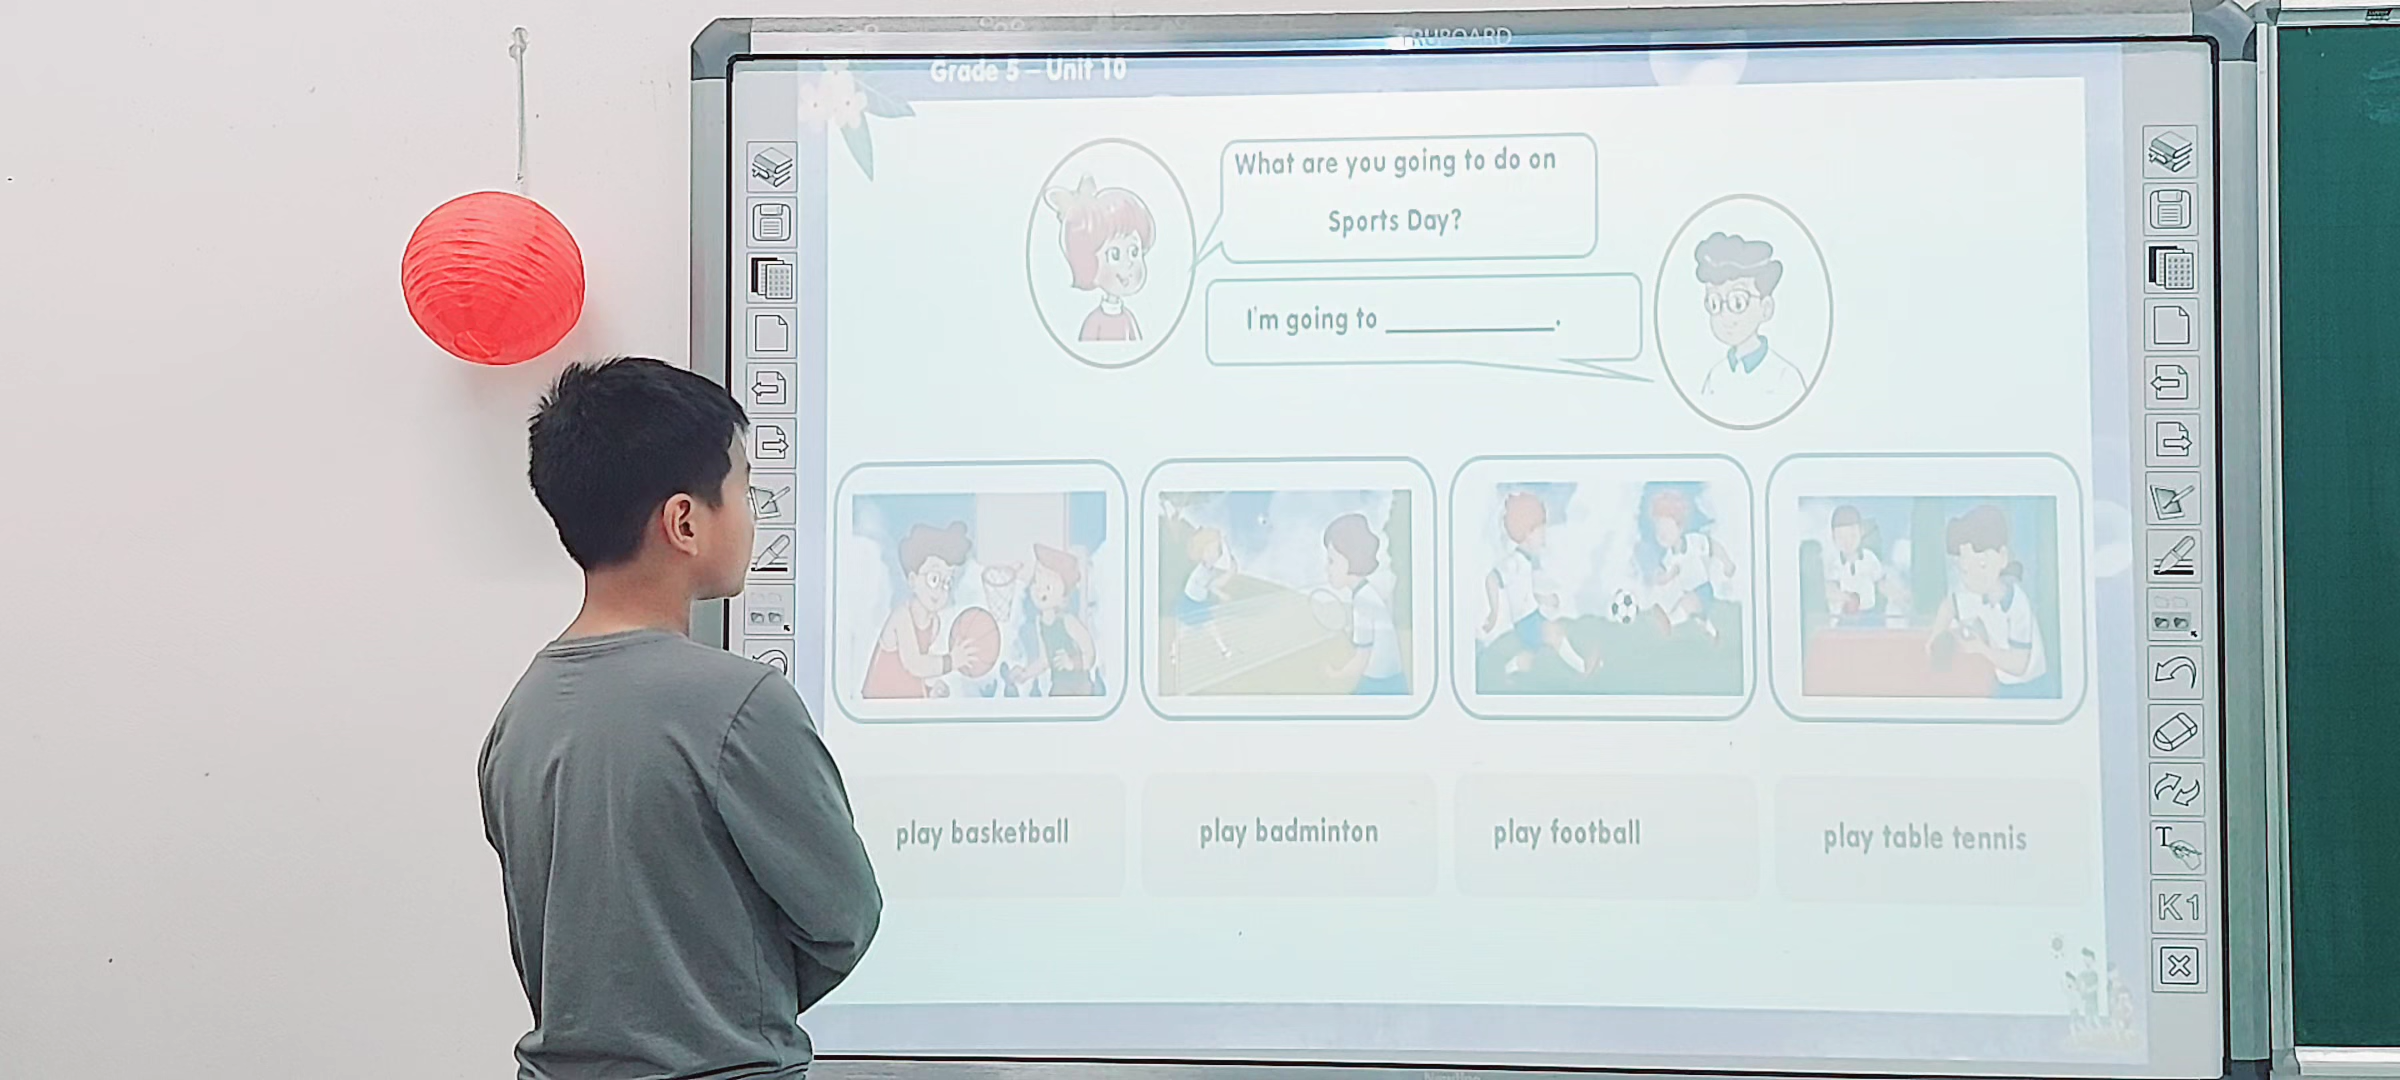 Grade 5 – Unit 10
What are you going to do on
Sports Day?
I'm going to ____________.
play basketball
play badminton
play football
play table tennis
T
K1